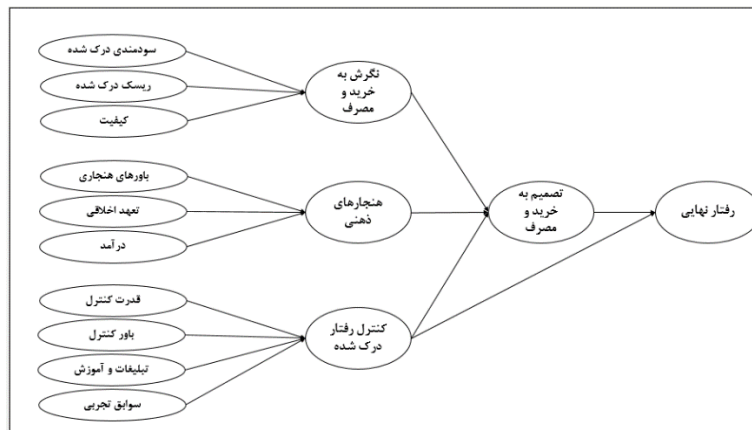 سودمندی درک شده
ریسک درک شده
کیفیت
باورهای هنجاری
تعهد اخلاقی
درآمد
قدرت کنترل
باور کنترل
تبلیغات و آموزش
سوابق تجربی
نگرش به
خرید و
مصرف
هنجارهای
ذهنی
کنترل رفتار
درک شده
تصمیم به
خرید و
مصرف
رفتار نهایی